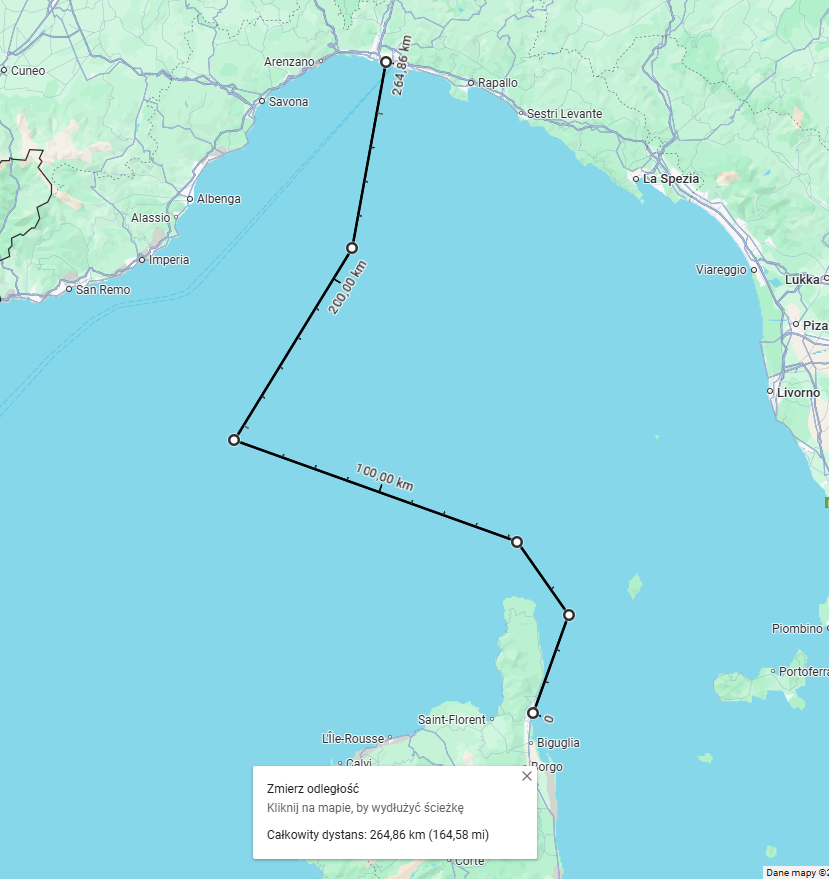 Arenzano
264,86 km
Cuneo
Rapallo
Savona
Sestri Levante
La Spezia
Albenga
Alassio
Imperia
Viareggio
Lukka
San Remo
200,00 km
Piza
Livorno
100,00 km
Piombino
Portoferra
0
Saint-Florent
L'Île-Rousse
Biguglia
Calvi
Borgo
Zmierz odległość
Kliknij na mapie, by wydłużyć ścieżkę
Całkowity dystans: 264,86 km (164,58 mi)
Corte
Dane mapy ©2